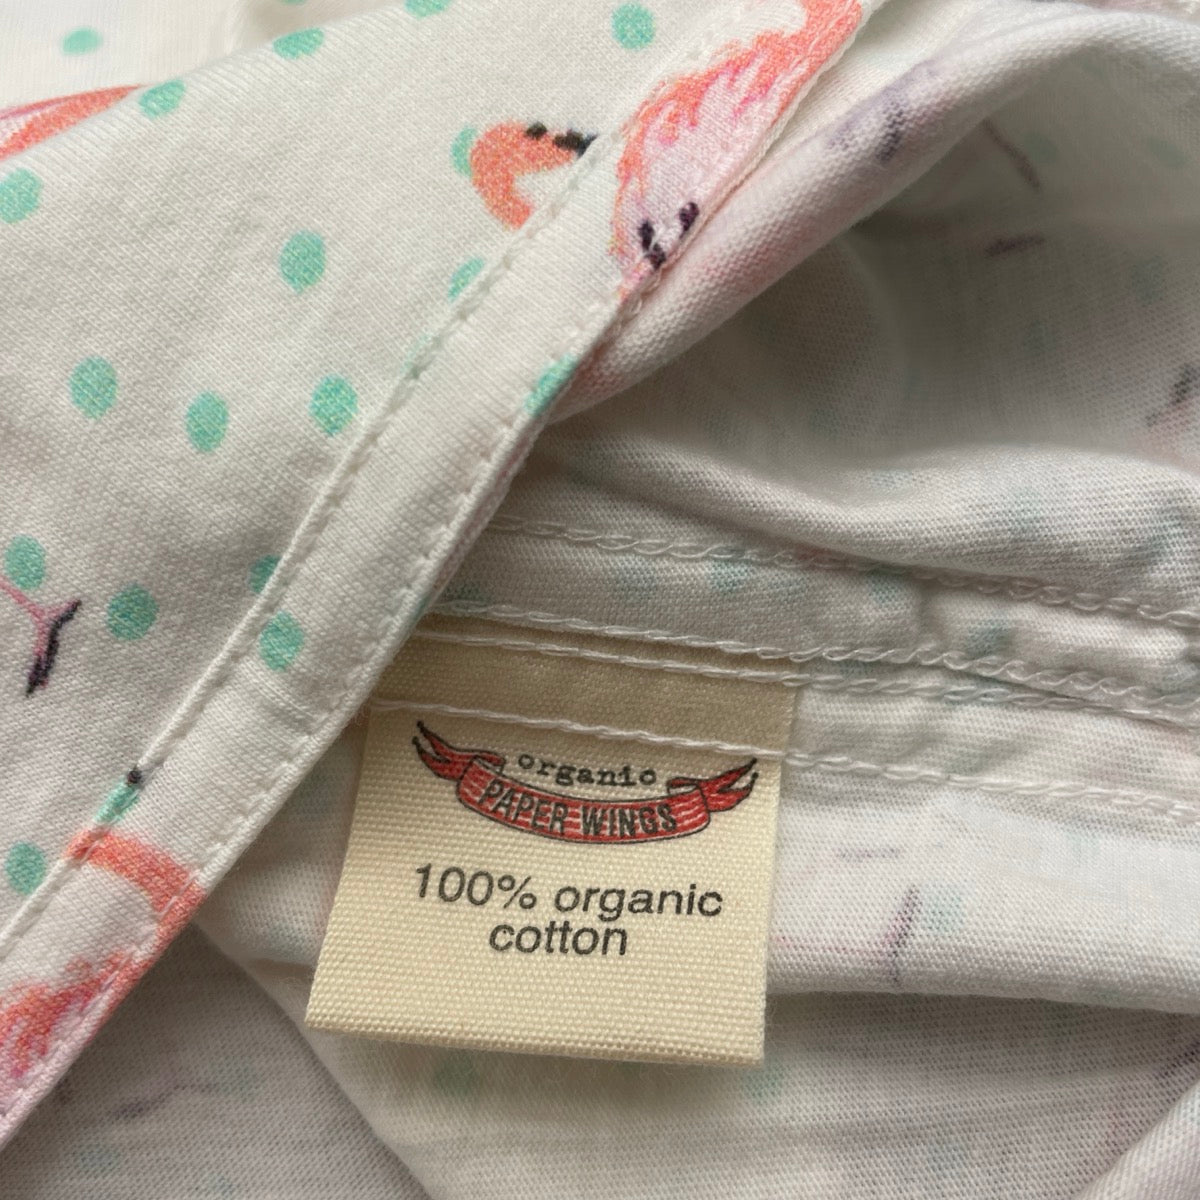 organic
PAPER WINGS
100% organic
cotton